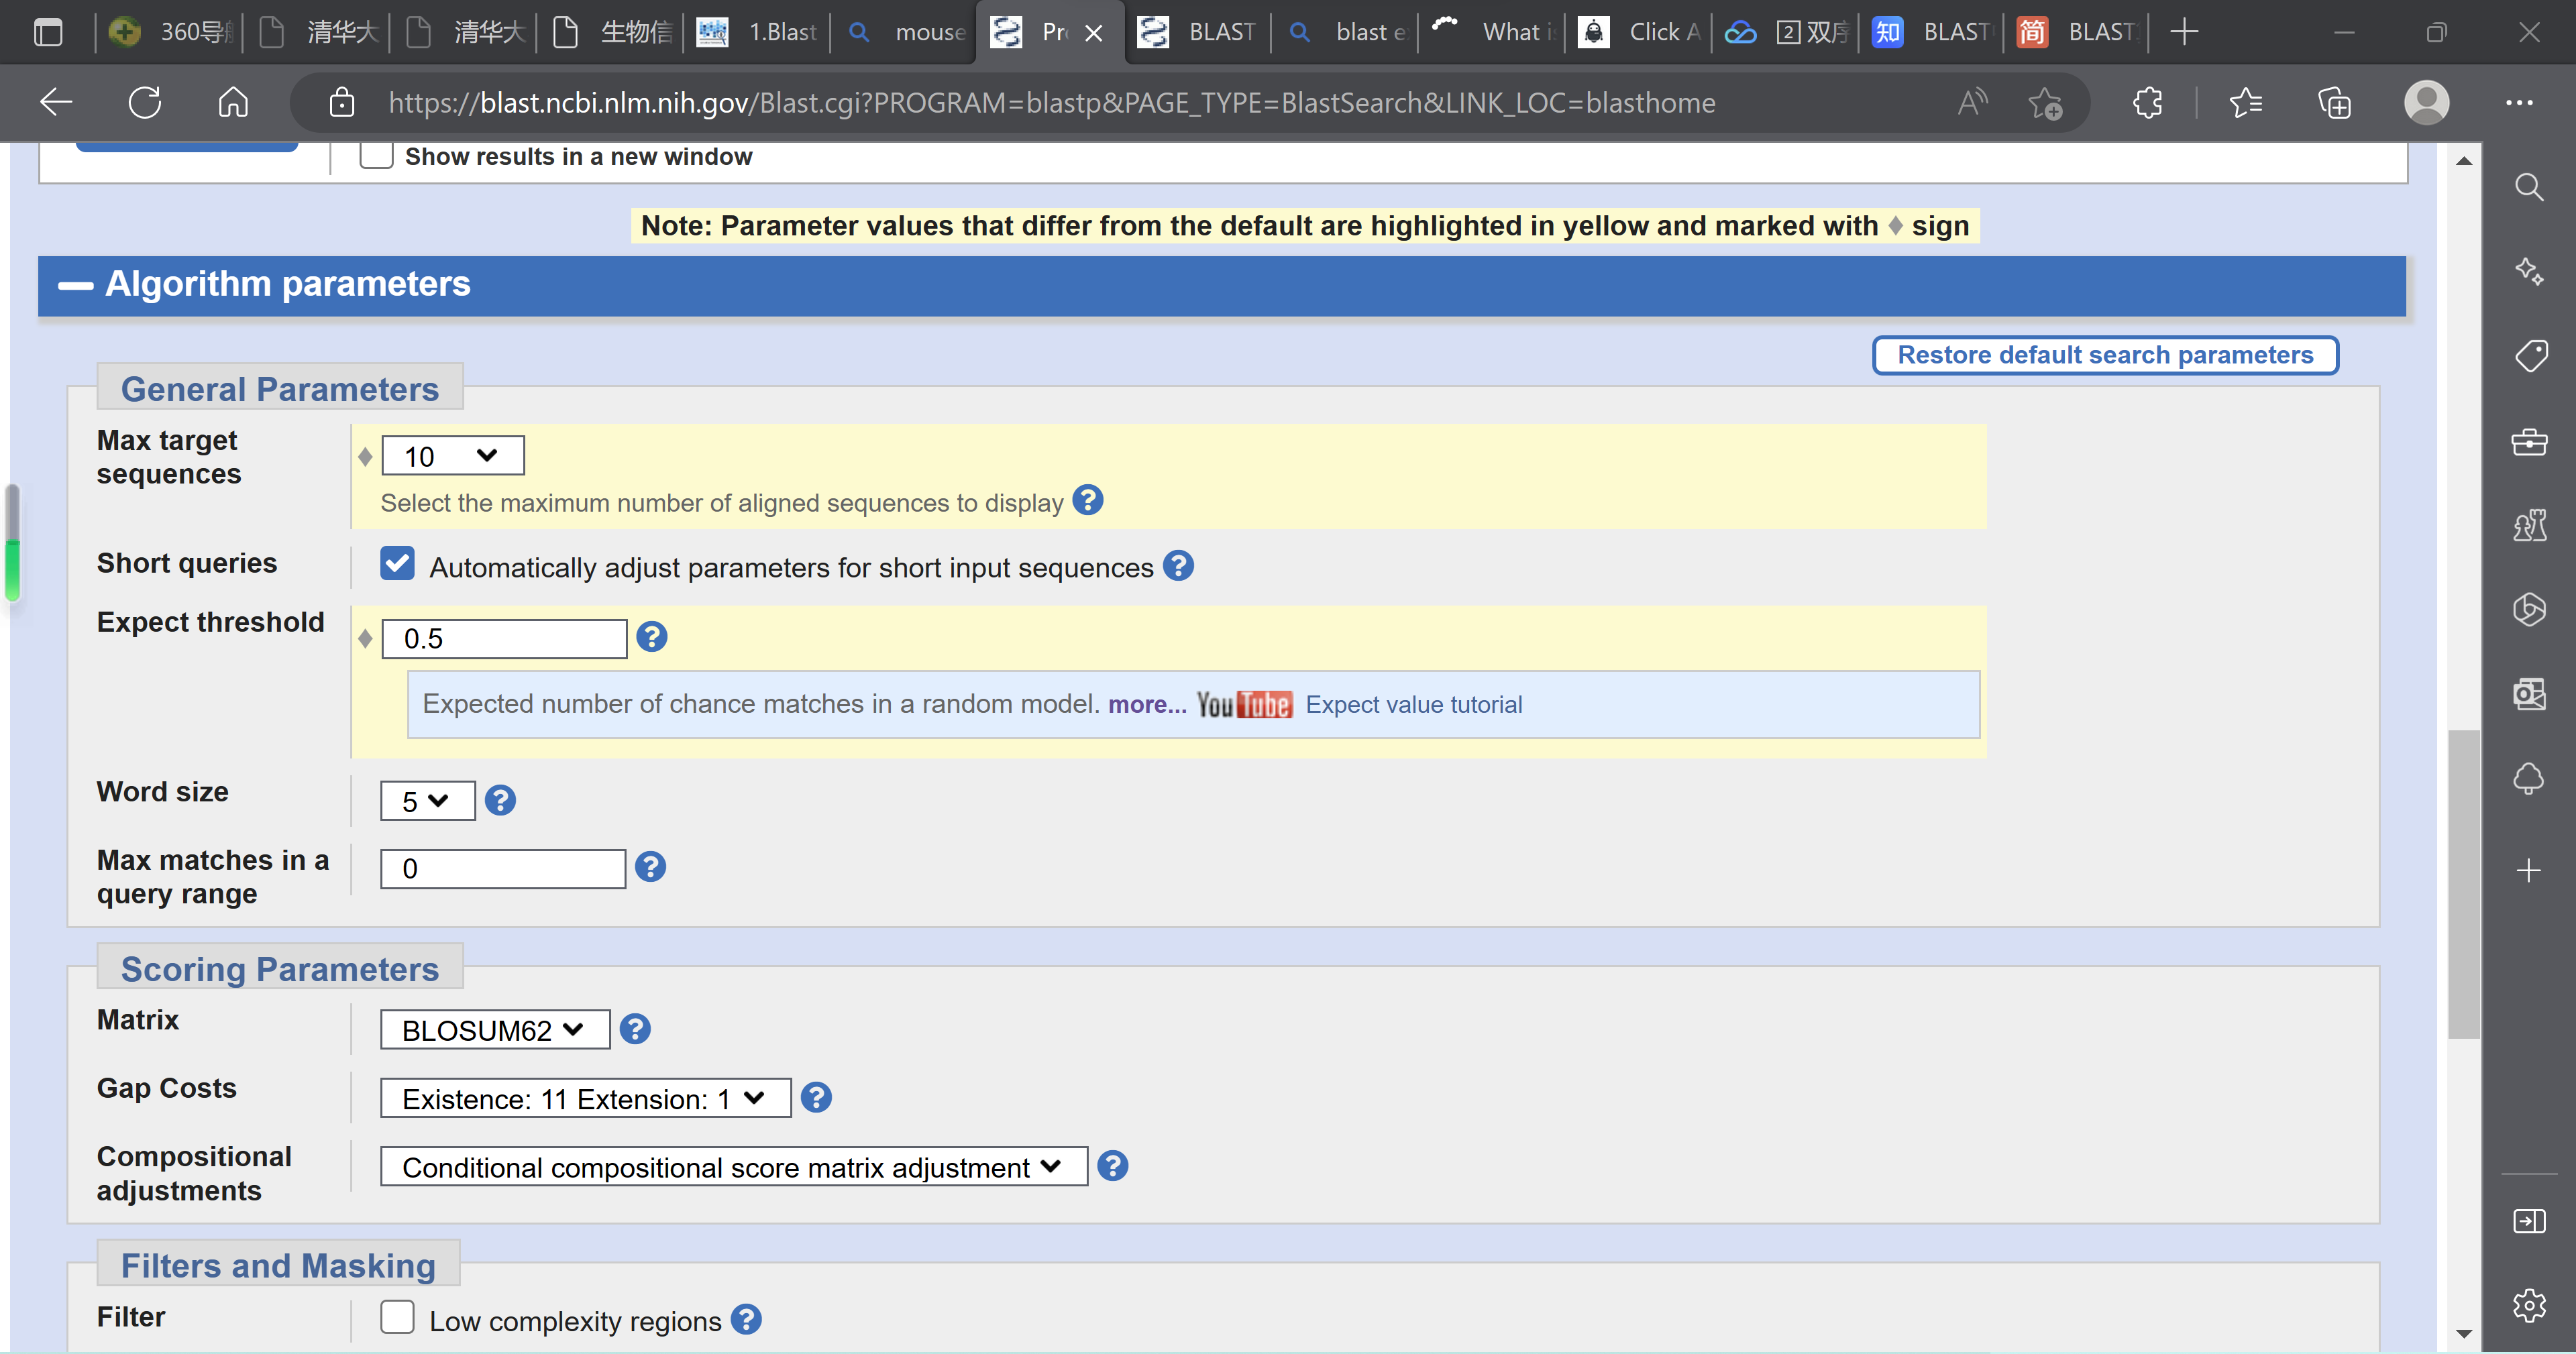 360导
清华大
清华大
生物信
1.Blast
mouse
Pr
BLAST
blast e
What i
Click A
2 双序
知 BLAST
简 BLAST
https://blast.ncbi.nlm.nih.gov/Blast.cgi?PROGRAM=blastp&PAGE_TYPE=BlastSearch&LINK_LOC=blasthome
Show results in a new window
Note: Parameter values that differ from the default are highlighted in yellow and marked with ♦ sign
Algorithm parameters
Restore default search parameters
General Parameters
Max target sequences
10
Select the maximum number of aligned sequences to display
Short queries
Automatically adjust parameters for short input sequences
Expect threshold
0.5
Expected number of chance matches in a random model. more... YouTube Expect value tutorial
Word size
5
Max matches in a query range
0
Scoring Parameters
Matrix
BLOSUM62
Gap Costs
Existence: 11 Extension: 1
Compositional adjustments
Conditional compositional score matrix adjustment
Filters and Masking
Filter
Low complexity regions